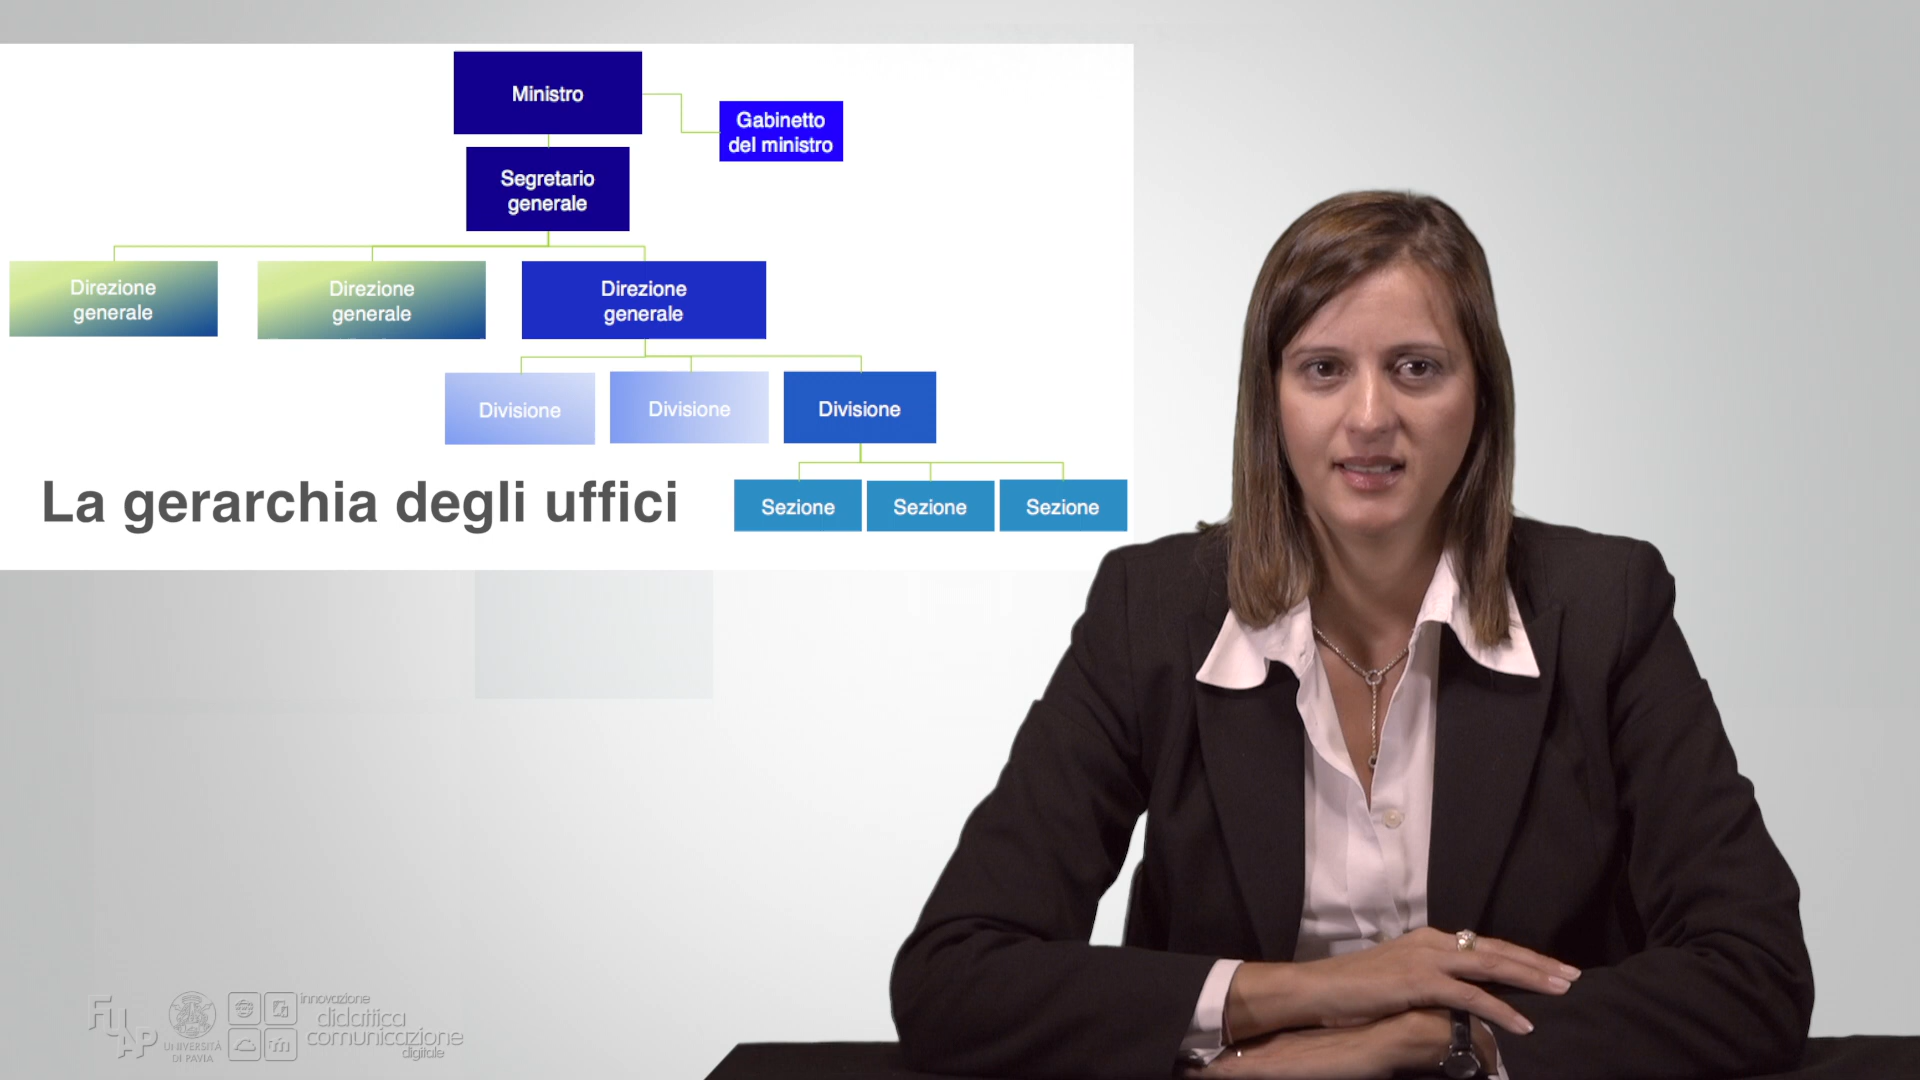 Ministro
Gabinetto
del ministro
Segretario
generale
Direzione
generale
Direzione
generale
Direzione
generale
Divisione
Divisione
Divisione
La gerarchia degli uffici
Sezione
Sezione
Sezione
UNIVERSITÀ
DI PAVIA
innovazione
didattica
comunicazione
digitale